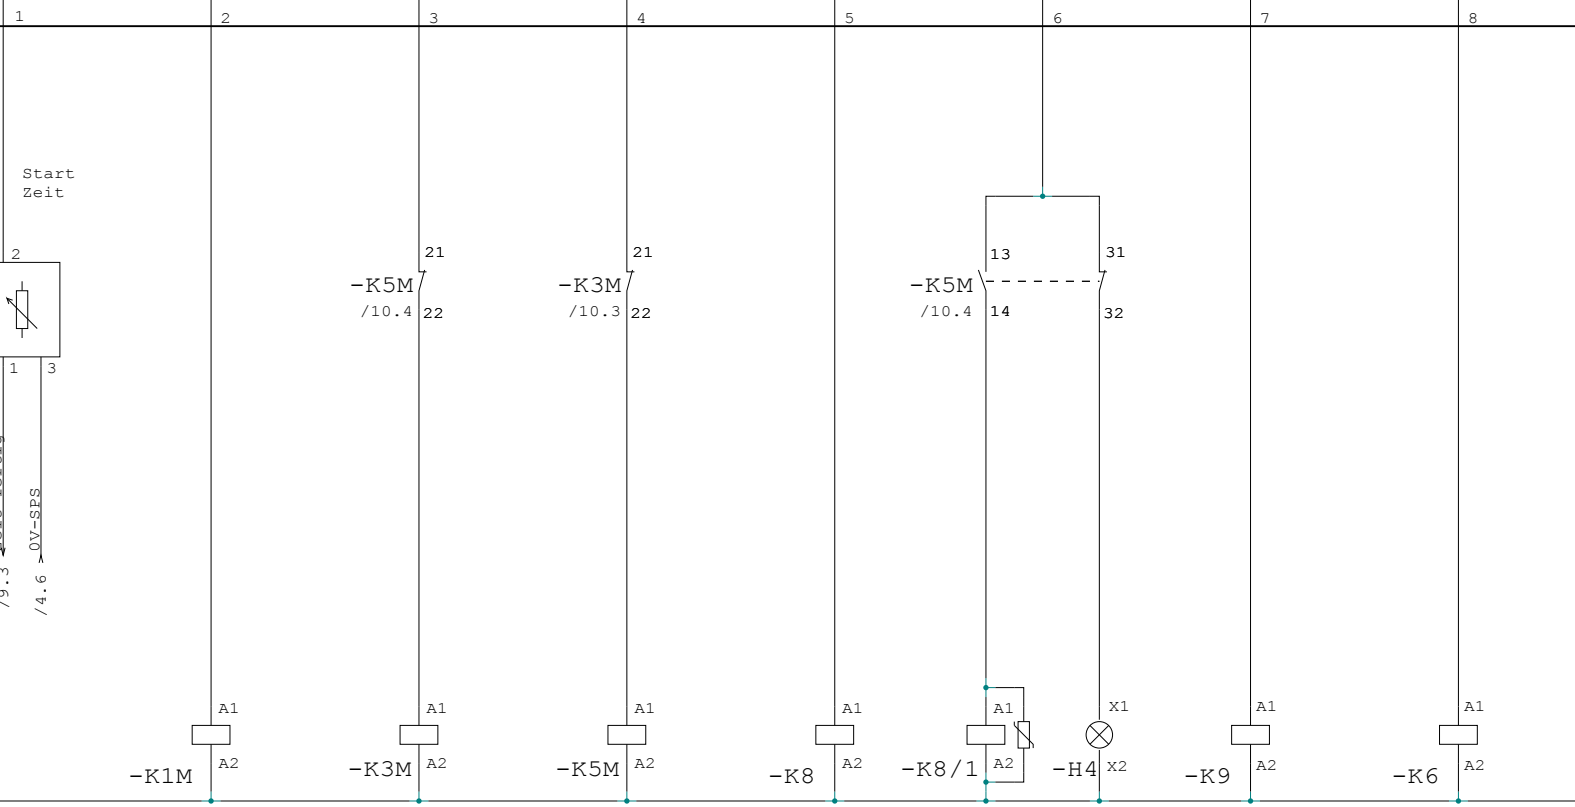 1
2
3
4
5
6
7
8
Start
Zeit
2
1
3
0V-SPS
/9.3
/4.6
21
-K5M
/10.4
22
21
-K3M
/10.3
22
13
-K5M
/10.4
14
31
32
A1
A2
-K1M
A1
A2
-K3M
A1
A2
-K5M
A1
A2
-K8
A1
A2
-K8/1
X1
X2
-H4
A1
A2
-K9
A1
A2
-K6